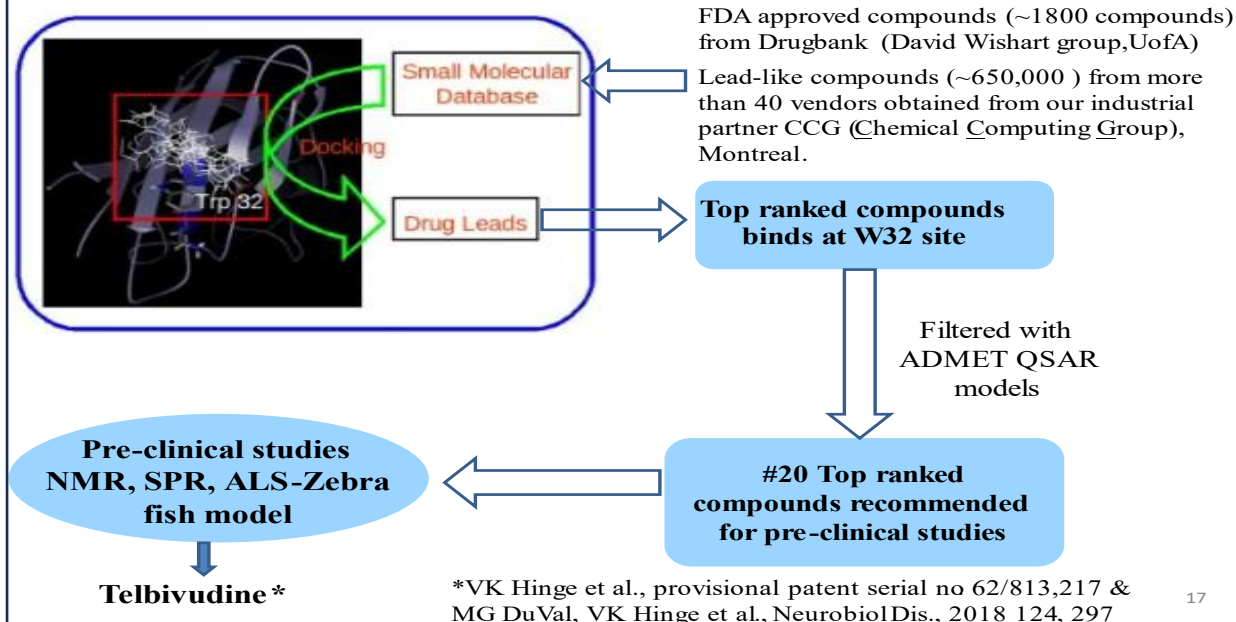 FDA approved compounds (~1800 compounds)
from Drugbank (David Wishart group,UofA)
Lead-like compounds (~650,000 ) from more
than 40 vendors obtained from our industrial
partner CCG (Chemical Computing Group),
Montreal.
Small Molecular
Database
Docking
Trp 32
Drug Leads
Top ranked compounds
binds at W32 site
Filtered with
ADMET QSAR
models
#20 Top ranked
compounds recommended
for pre-clinical studies
Pre-clinical studies
NMR, SPR, ALS-Zebra
fish model
Telbivudine*
*VK Hinge et al., provisional patent serial no 62/813,217 &
MG DuVal, VK Hinge et al., Neurobiol Dis., 2018 124, 297
17